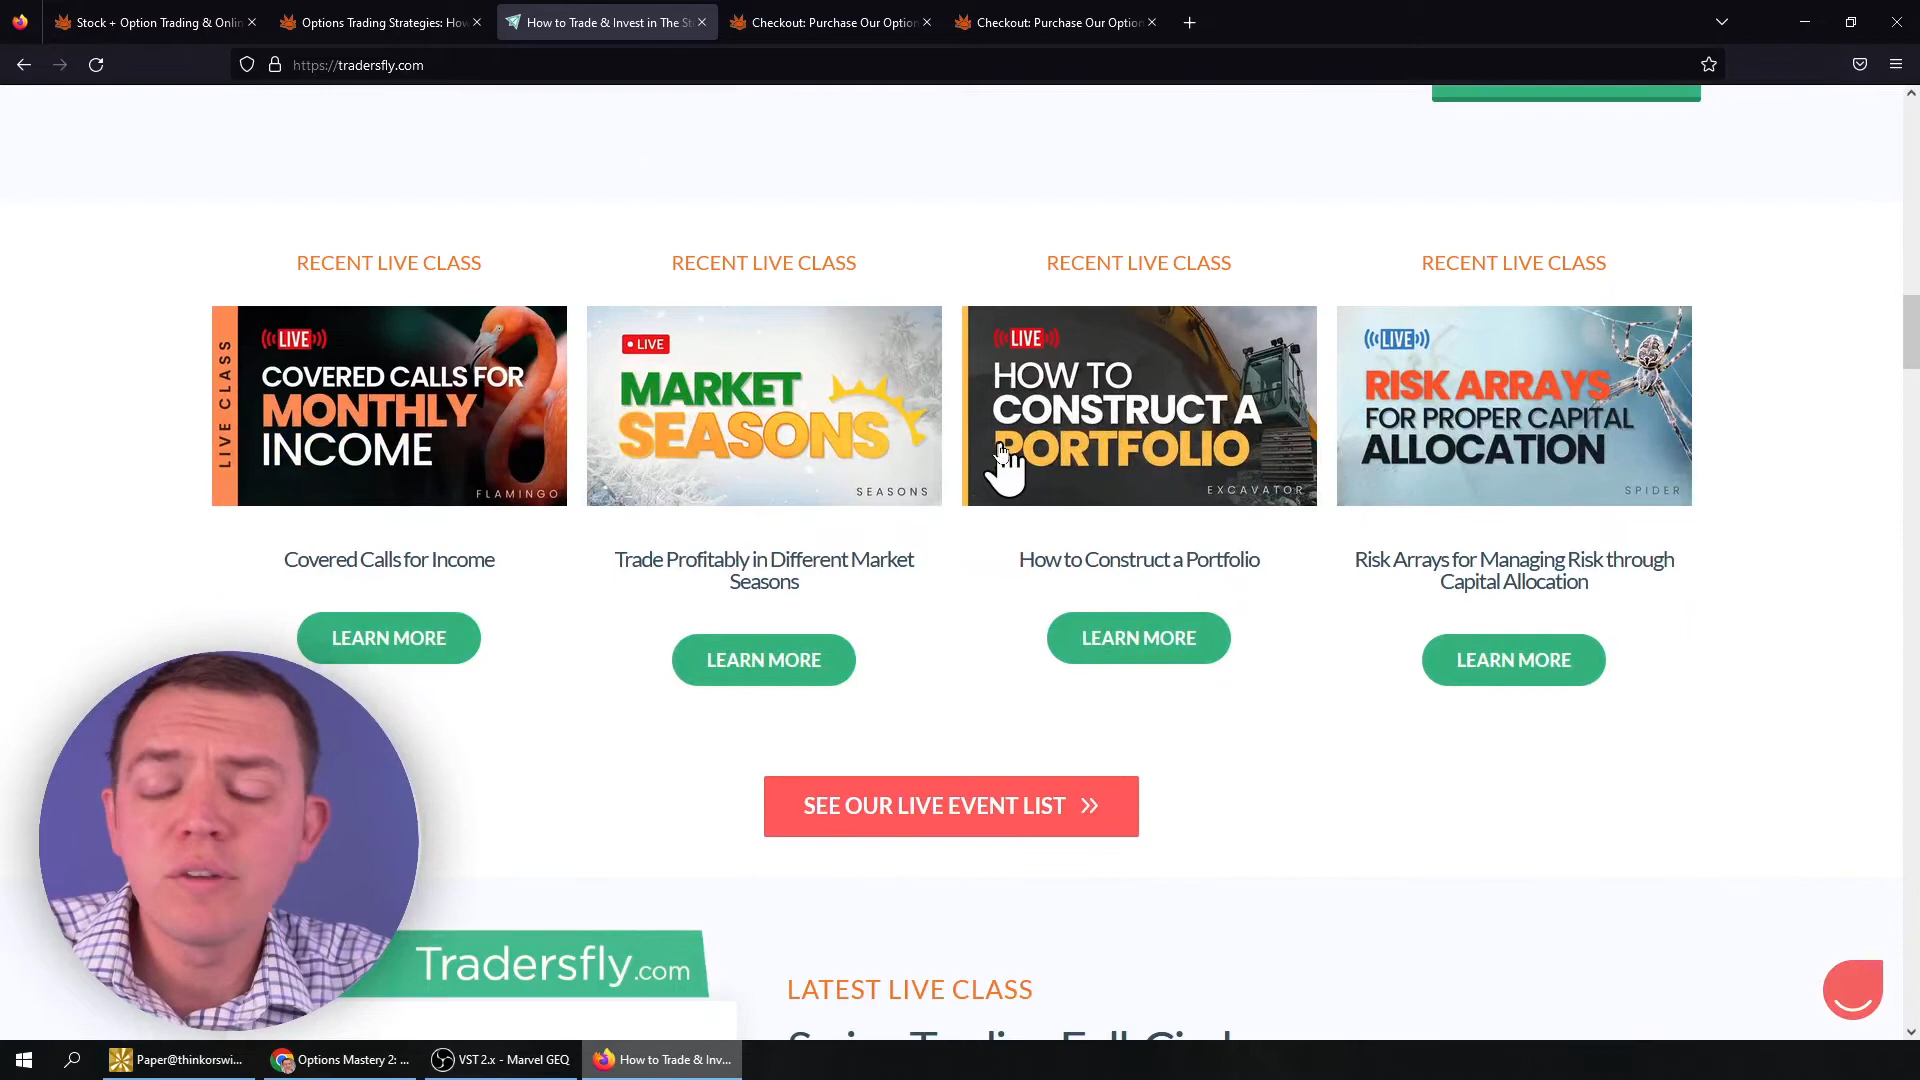 Stock + Option Trading & Onlin
Options Trading Strategies: Hov
How to Trade & Invest in The St
Checkout: Purchase Our Option
Checkout: Purchase Our Option
https://tradersfly.com
RECENT LIVE CLASS
RECENT LIVE CLASS
RECENT LIVE CLASS
RECENT LIVE CLASS
LIVE CLASS
LIVE
COVERED CALLS FOR
MONTHLY
INCOME
FLAMINGO
LIVE
MARKET
SEASONS
SEASONS
LIVE
HOW TO
CONSTRUCT A
PORTFOLIO
EXCAVATOR
LIVE
RISK ARRAYS
FOR PROPER CAPITAL
ALLOCATION
SPIDER
Covered Calls for Income
Trade Profitably in Different Market
Seasons
How to Construct a Portfolio
Risk Arrays for Managing Risk through
Capital Allocation
LEARN MORE
LEARN MORE
LEARN MORE
LEARN MORE
SEE OUR LIVE EVENT LIST
Tradersfly.com
LATEST LIVE CLASS
Paper@thinkorswi...
Options Mastery 2: ...
VST 2.x - Marvel GEQ
How to Trade & Inv...